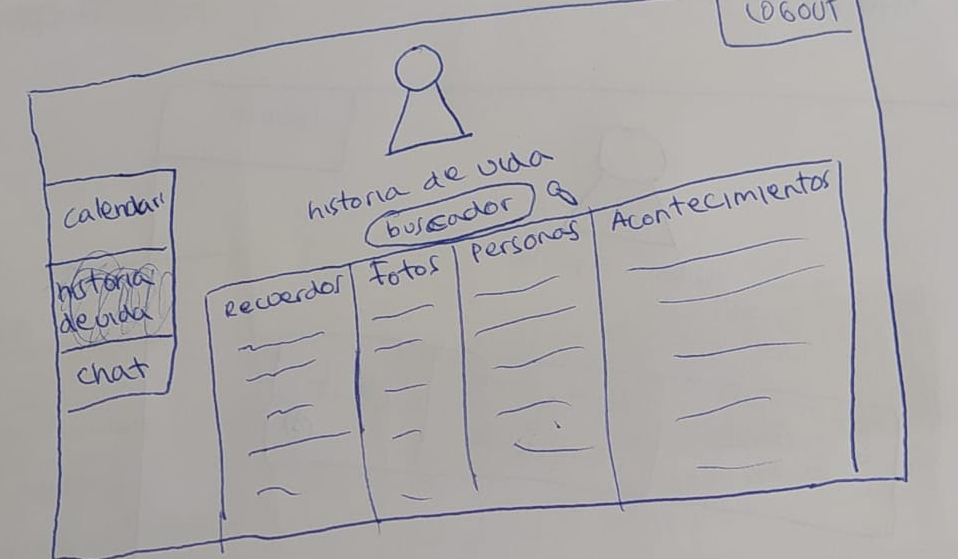 LOGOUT
historia de vida
buscador
calendari
historia
de vida
chat
Recuerdos
Fotos
Personas
Acontecimientos